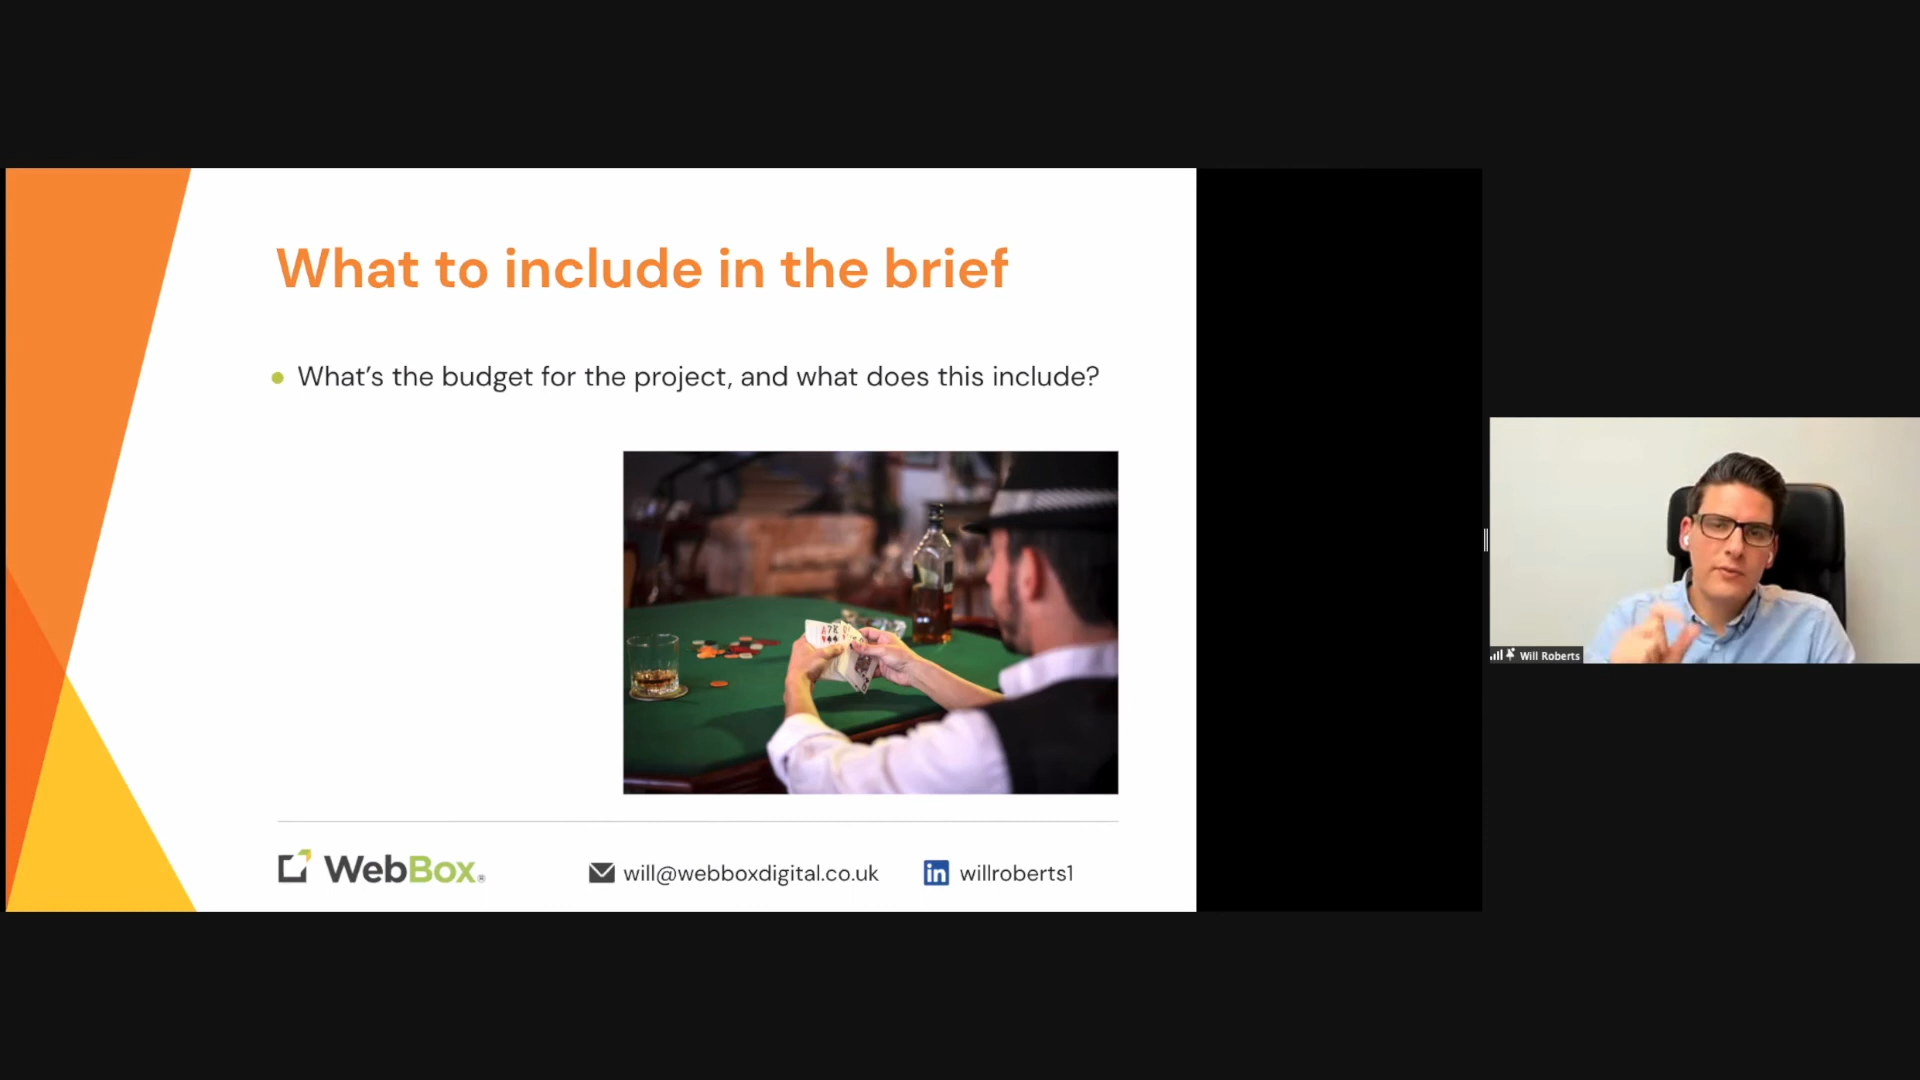 What to include in the brief
What's the budget for the project, and what does this include?
WebBox®
will@webboxdigital.co.uk
in willroberts1
Will Roberts